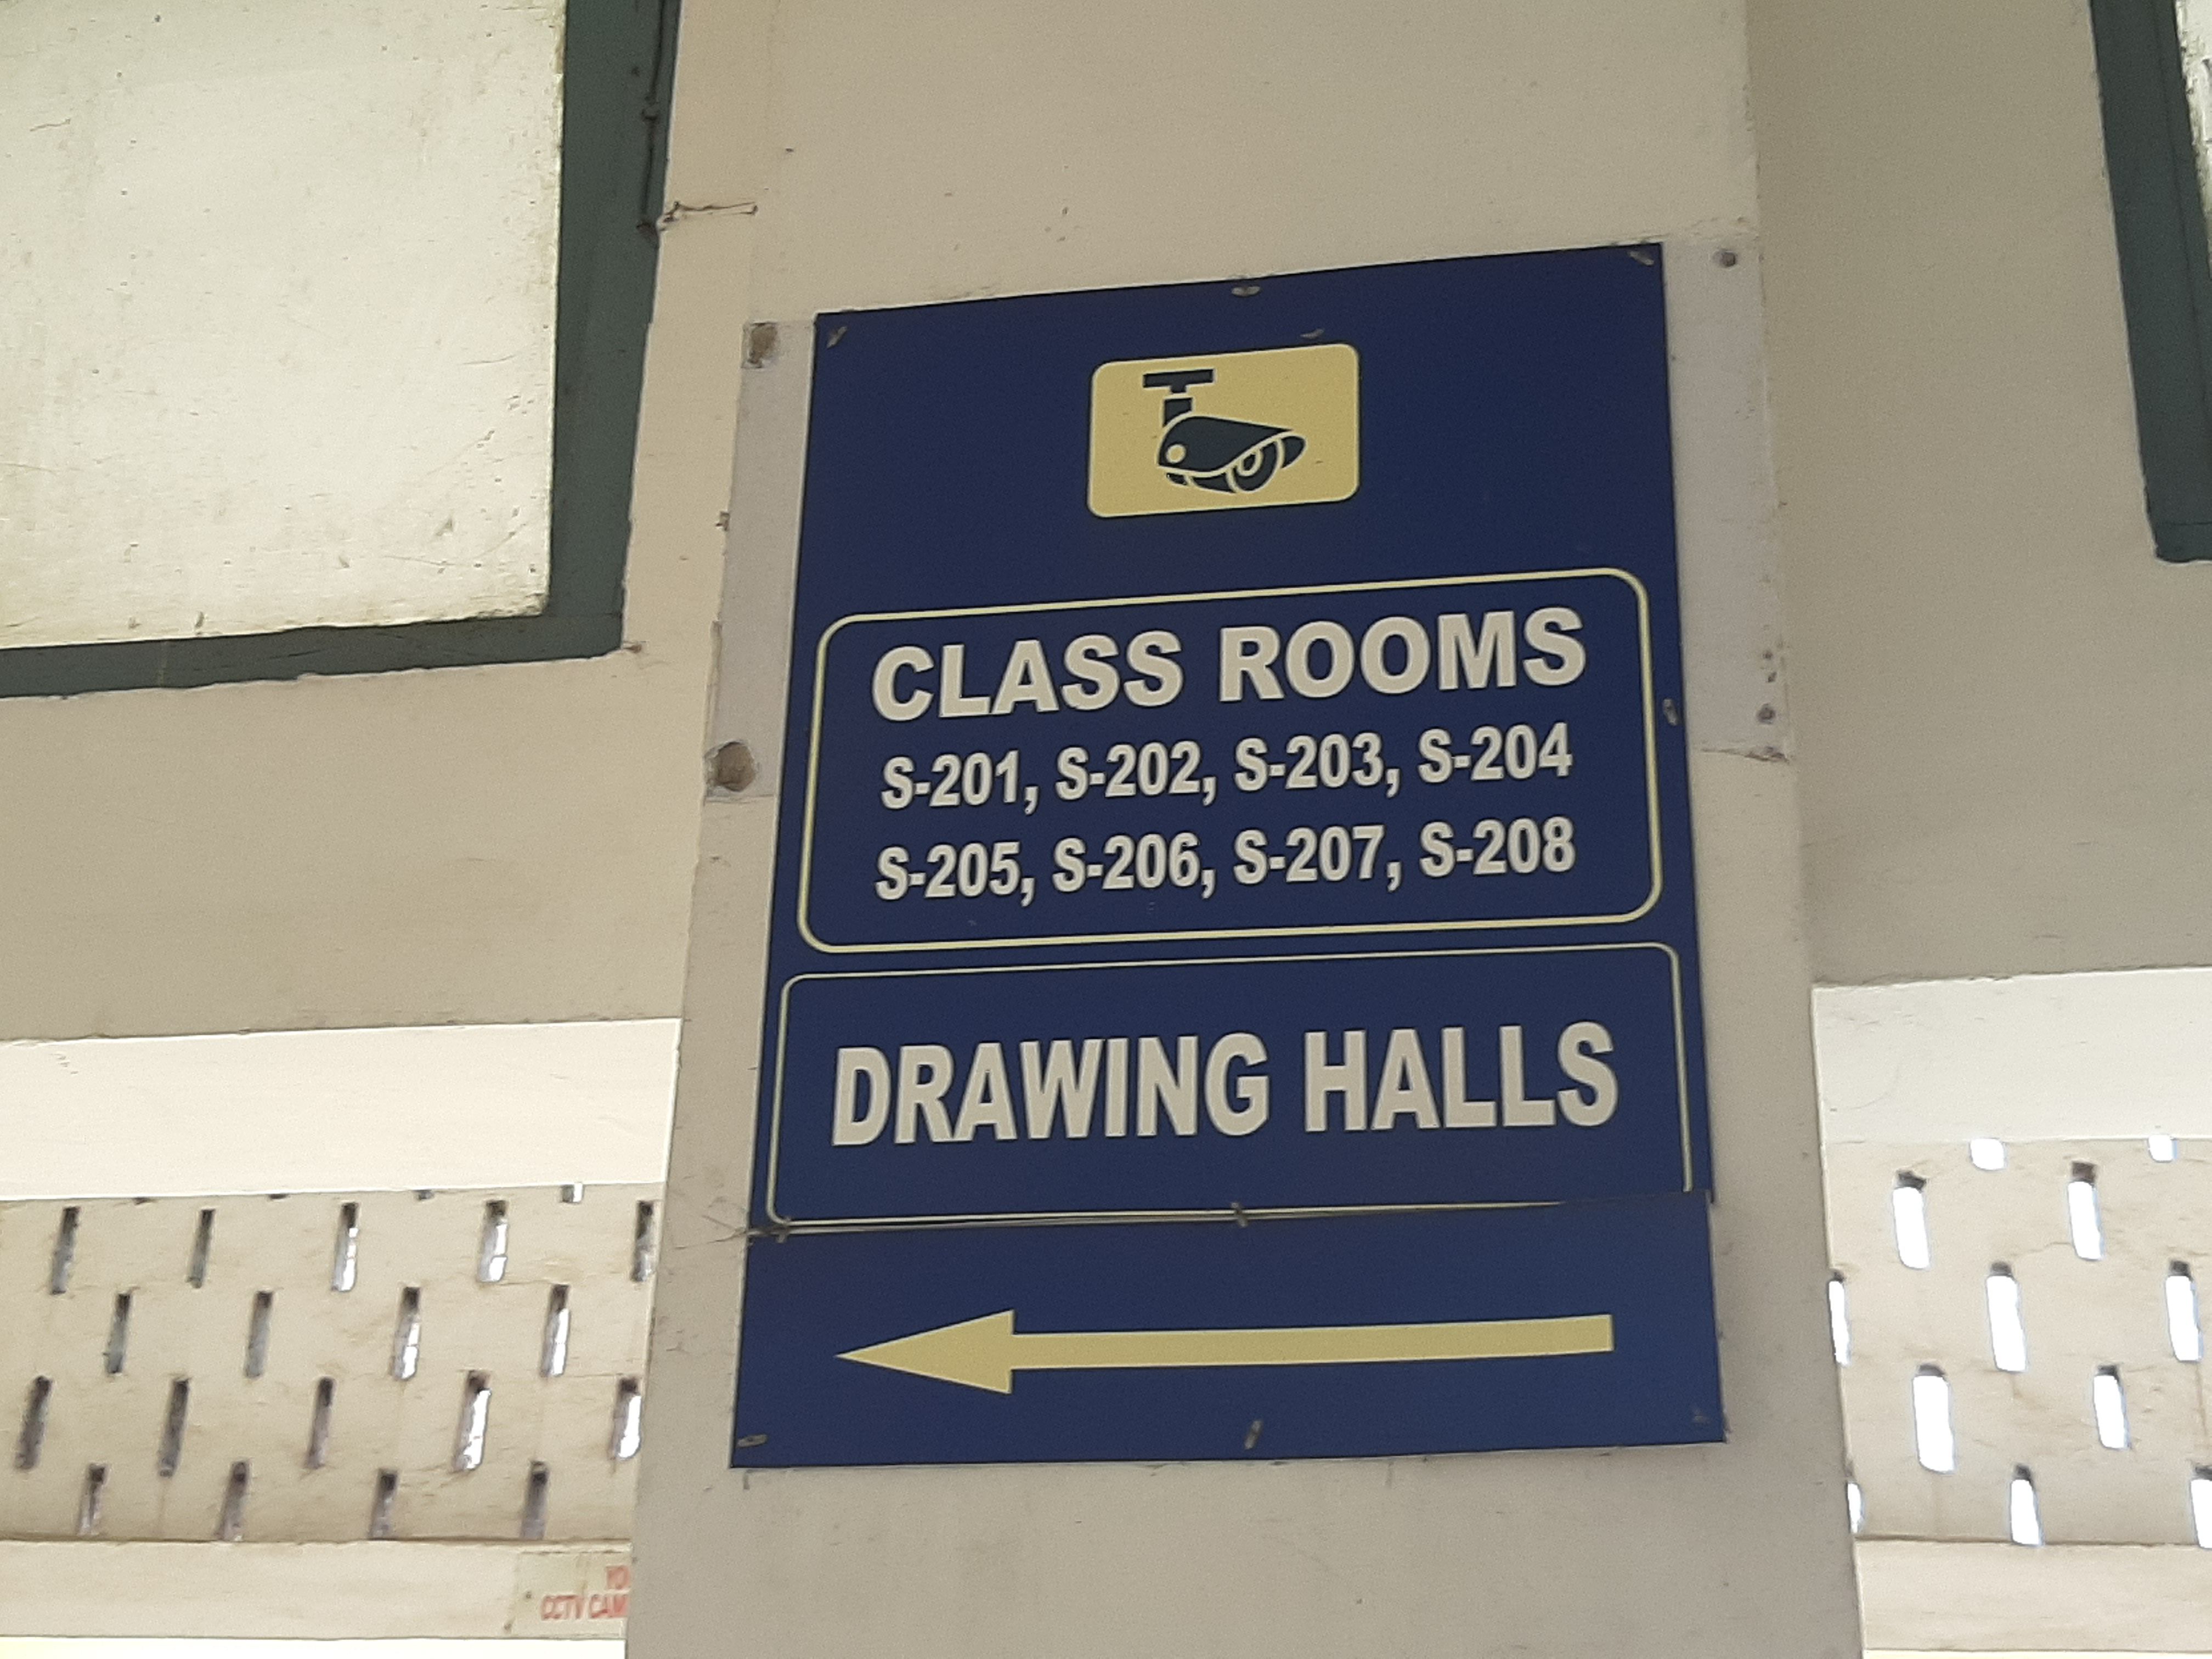 CLASS ROOMS
S-201, S-202, S-203, S-204
S-205, S-206, S-207, S-208
DRAWING HALLS
CCTV CAM